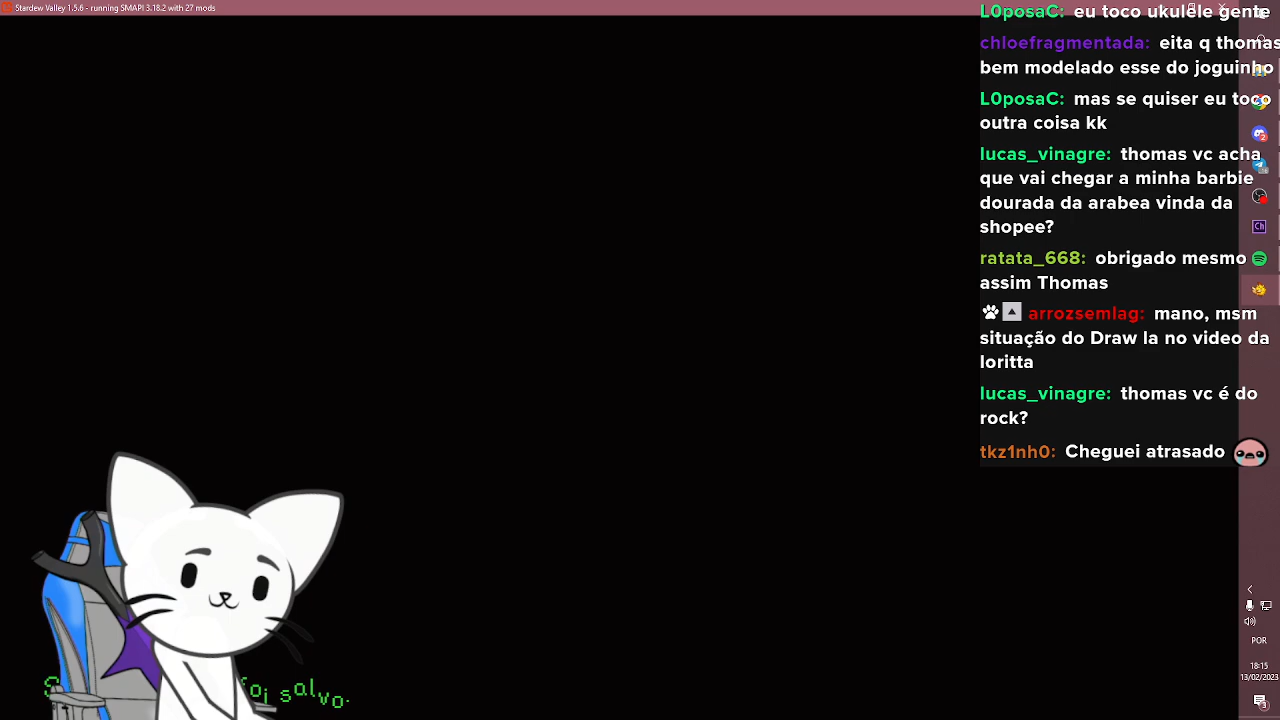 Stardew Valley 1.5.6 - running SMAPI 3.18.2 with 27 mods
L0posaC: eu toco ukulele gente
chloefragmentada: eita q thomas
bem modelado esse do joguinho
L0posaC: mas se quiser eu toco
outra coisa kk
lucas_vinagre: thomas vc acha
que vai chegar a minha barbie
dourada da arabea vinda da
shopee?
ratata_668: obrigado mesmo
assim Thomas
arrozsemlag: mano, msm
situação do Draw la no video da
loritta
lucas_vinagre: thomas vc é do
rock?
tkz1nh0: Cheguei atrasado
Ch
POR
18:15
13/02/2023
foi salvo.